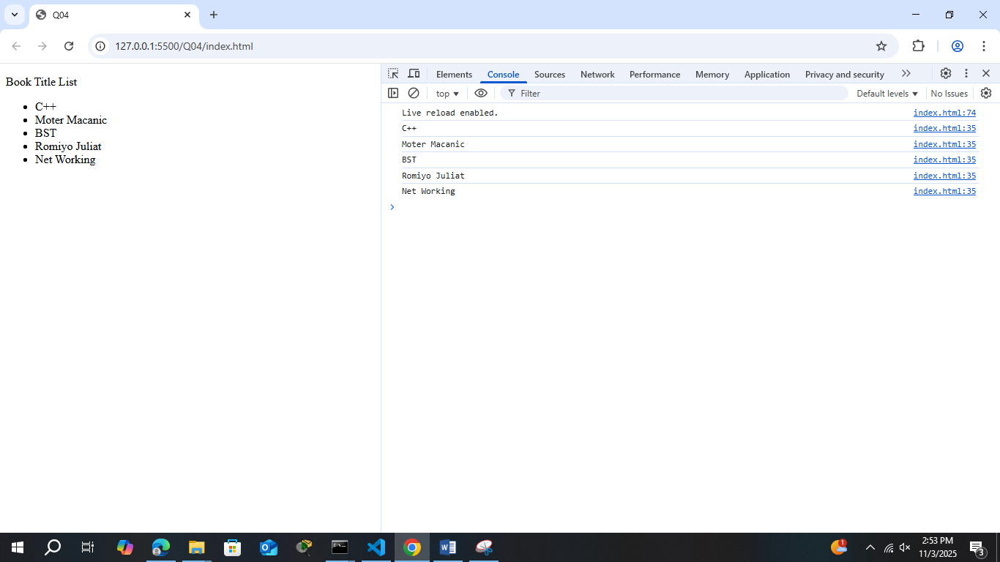 Q04
127.0.0.1:5500/Q04/index.html
Book Title List
C++
Moter Macanic
BST
Romiyo Juliat
Net Working
Elements Console Sources Network Performance Memory Application Privacy and security
top Filter Default levels No Issues
Live reload enabled. index.html:74
C++ index.html:35
Moter Macanic index.html:35
BST index.html:35
Romiyo Juliat index.html:35
Net Working index.html:35
1
2:53 PM
11/3/2025
3